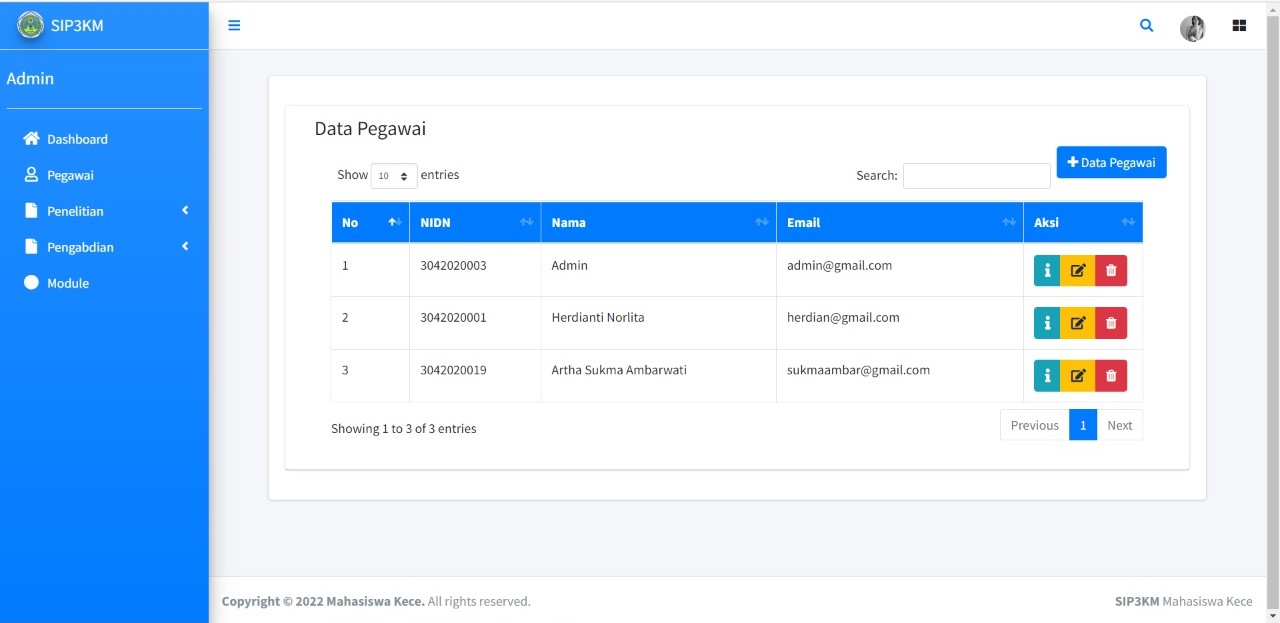 SIP3KM
Admin
Dashboard
Pegawai
Penelitian
Pengabdian
Module
Data Pegawai
Show 10 entries
Search:
Data Pegawai
No NIDN Nama Email Aksi
1 3042020003 Admin admin@gmail.com
2 3042020001 Herdianti Norlita herdian@gmail.com
3 3042020019 Artha Sukma Ambarwati sukmaambar@gmail.com
Showing 1 to 3 of 3 entries
Previous 1 Next
Copyright © 2022 Mahasiswa Kece. All rights reserved.
SIP3KM Mahasiswa Kece